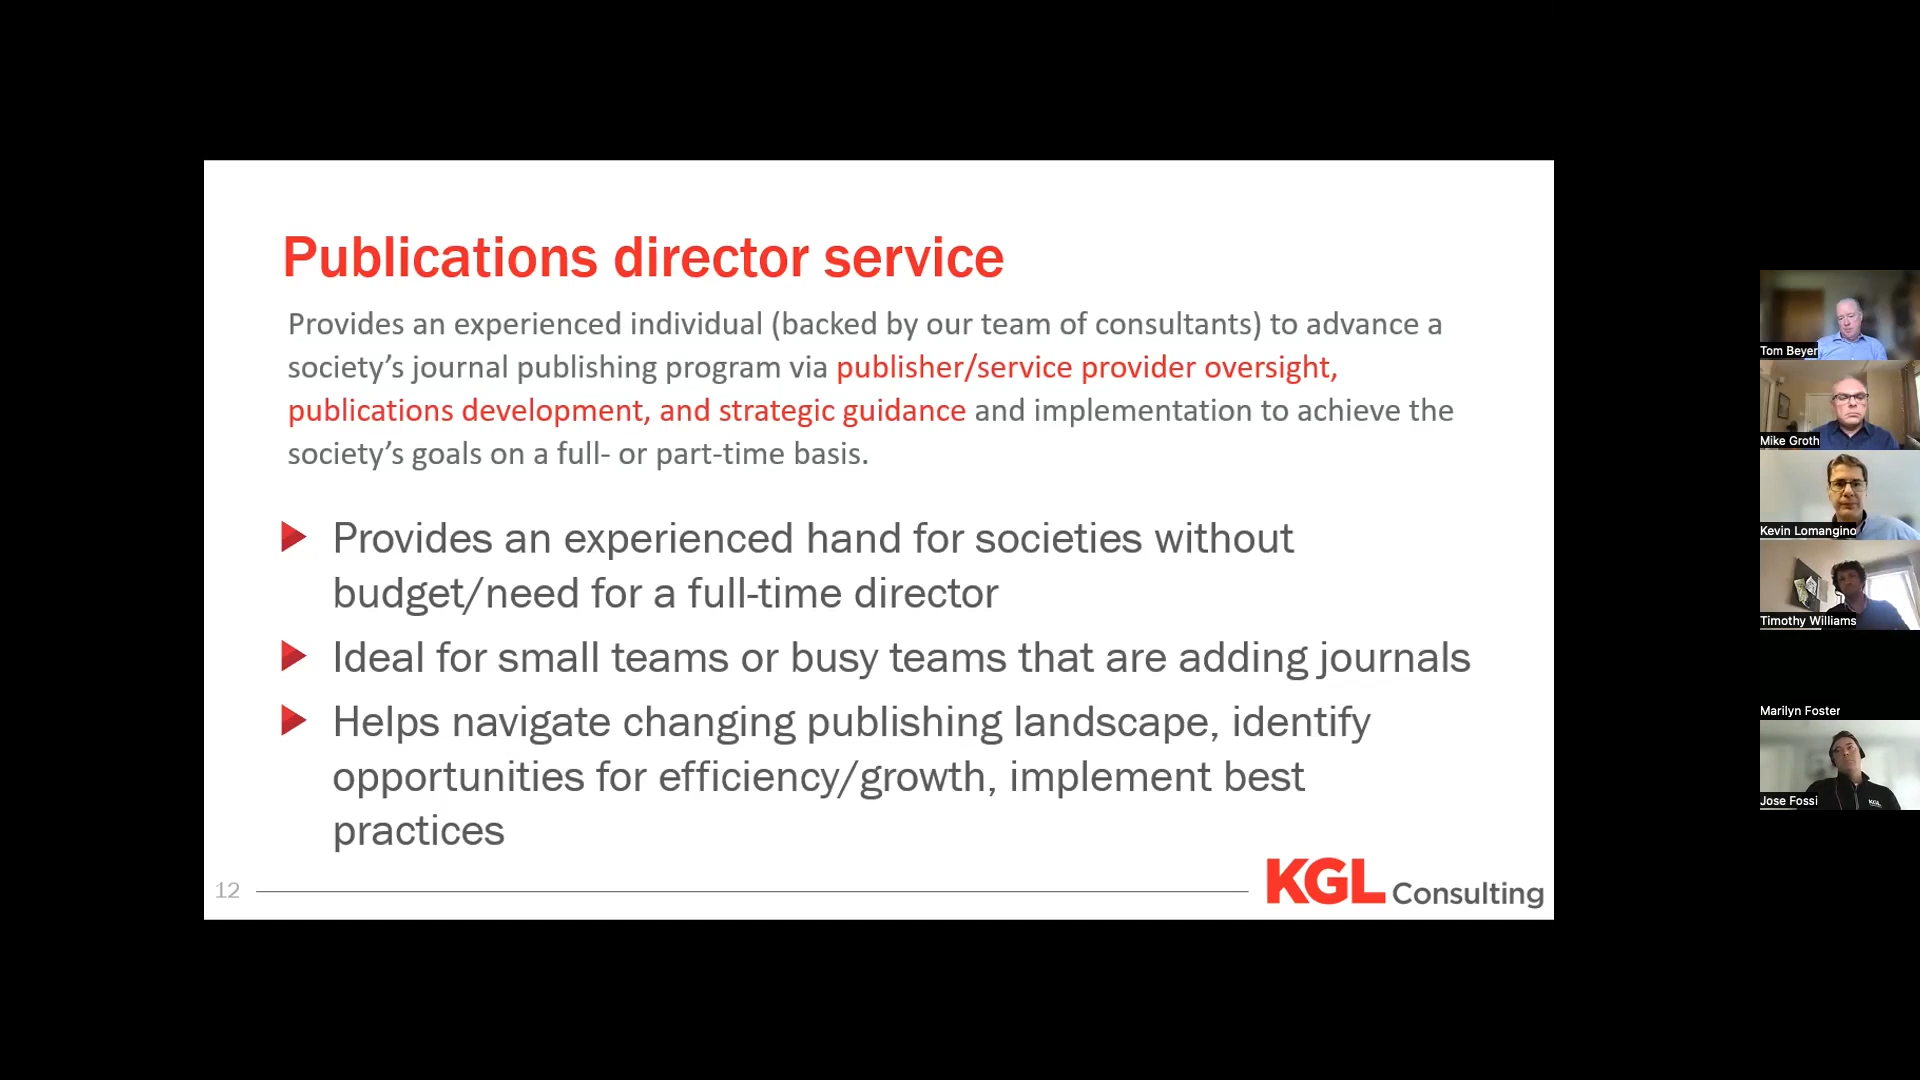 Publications director service
Provides an experienced individual (backed by our team of consultants) to advance a
society's journal publishing program via publisher/service provider oversight,
publications development, and strategic guidance and implementation to achieve the
society's goals on a full- or part-time basis.
Provides an experienced hand for societies without
budget/need for a full-time director
Ideal for small teams or busy teams that are adding journals
Helps navigate changing publishing landscape, identify
opportunities for efficiency/growth, implement best
practices
12
KGL Consulting
Tom Beyer
Mike Groth
Kevin Lomangino
Timothy Williams
Marilyn Foster
Jose Fossi
KGL